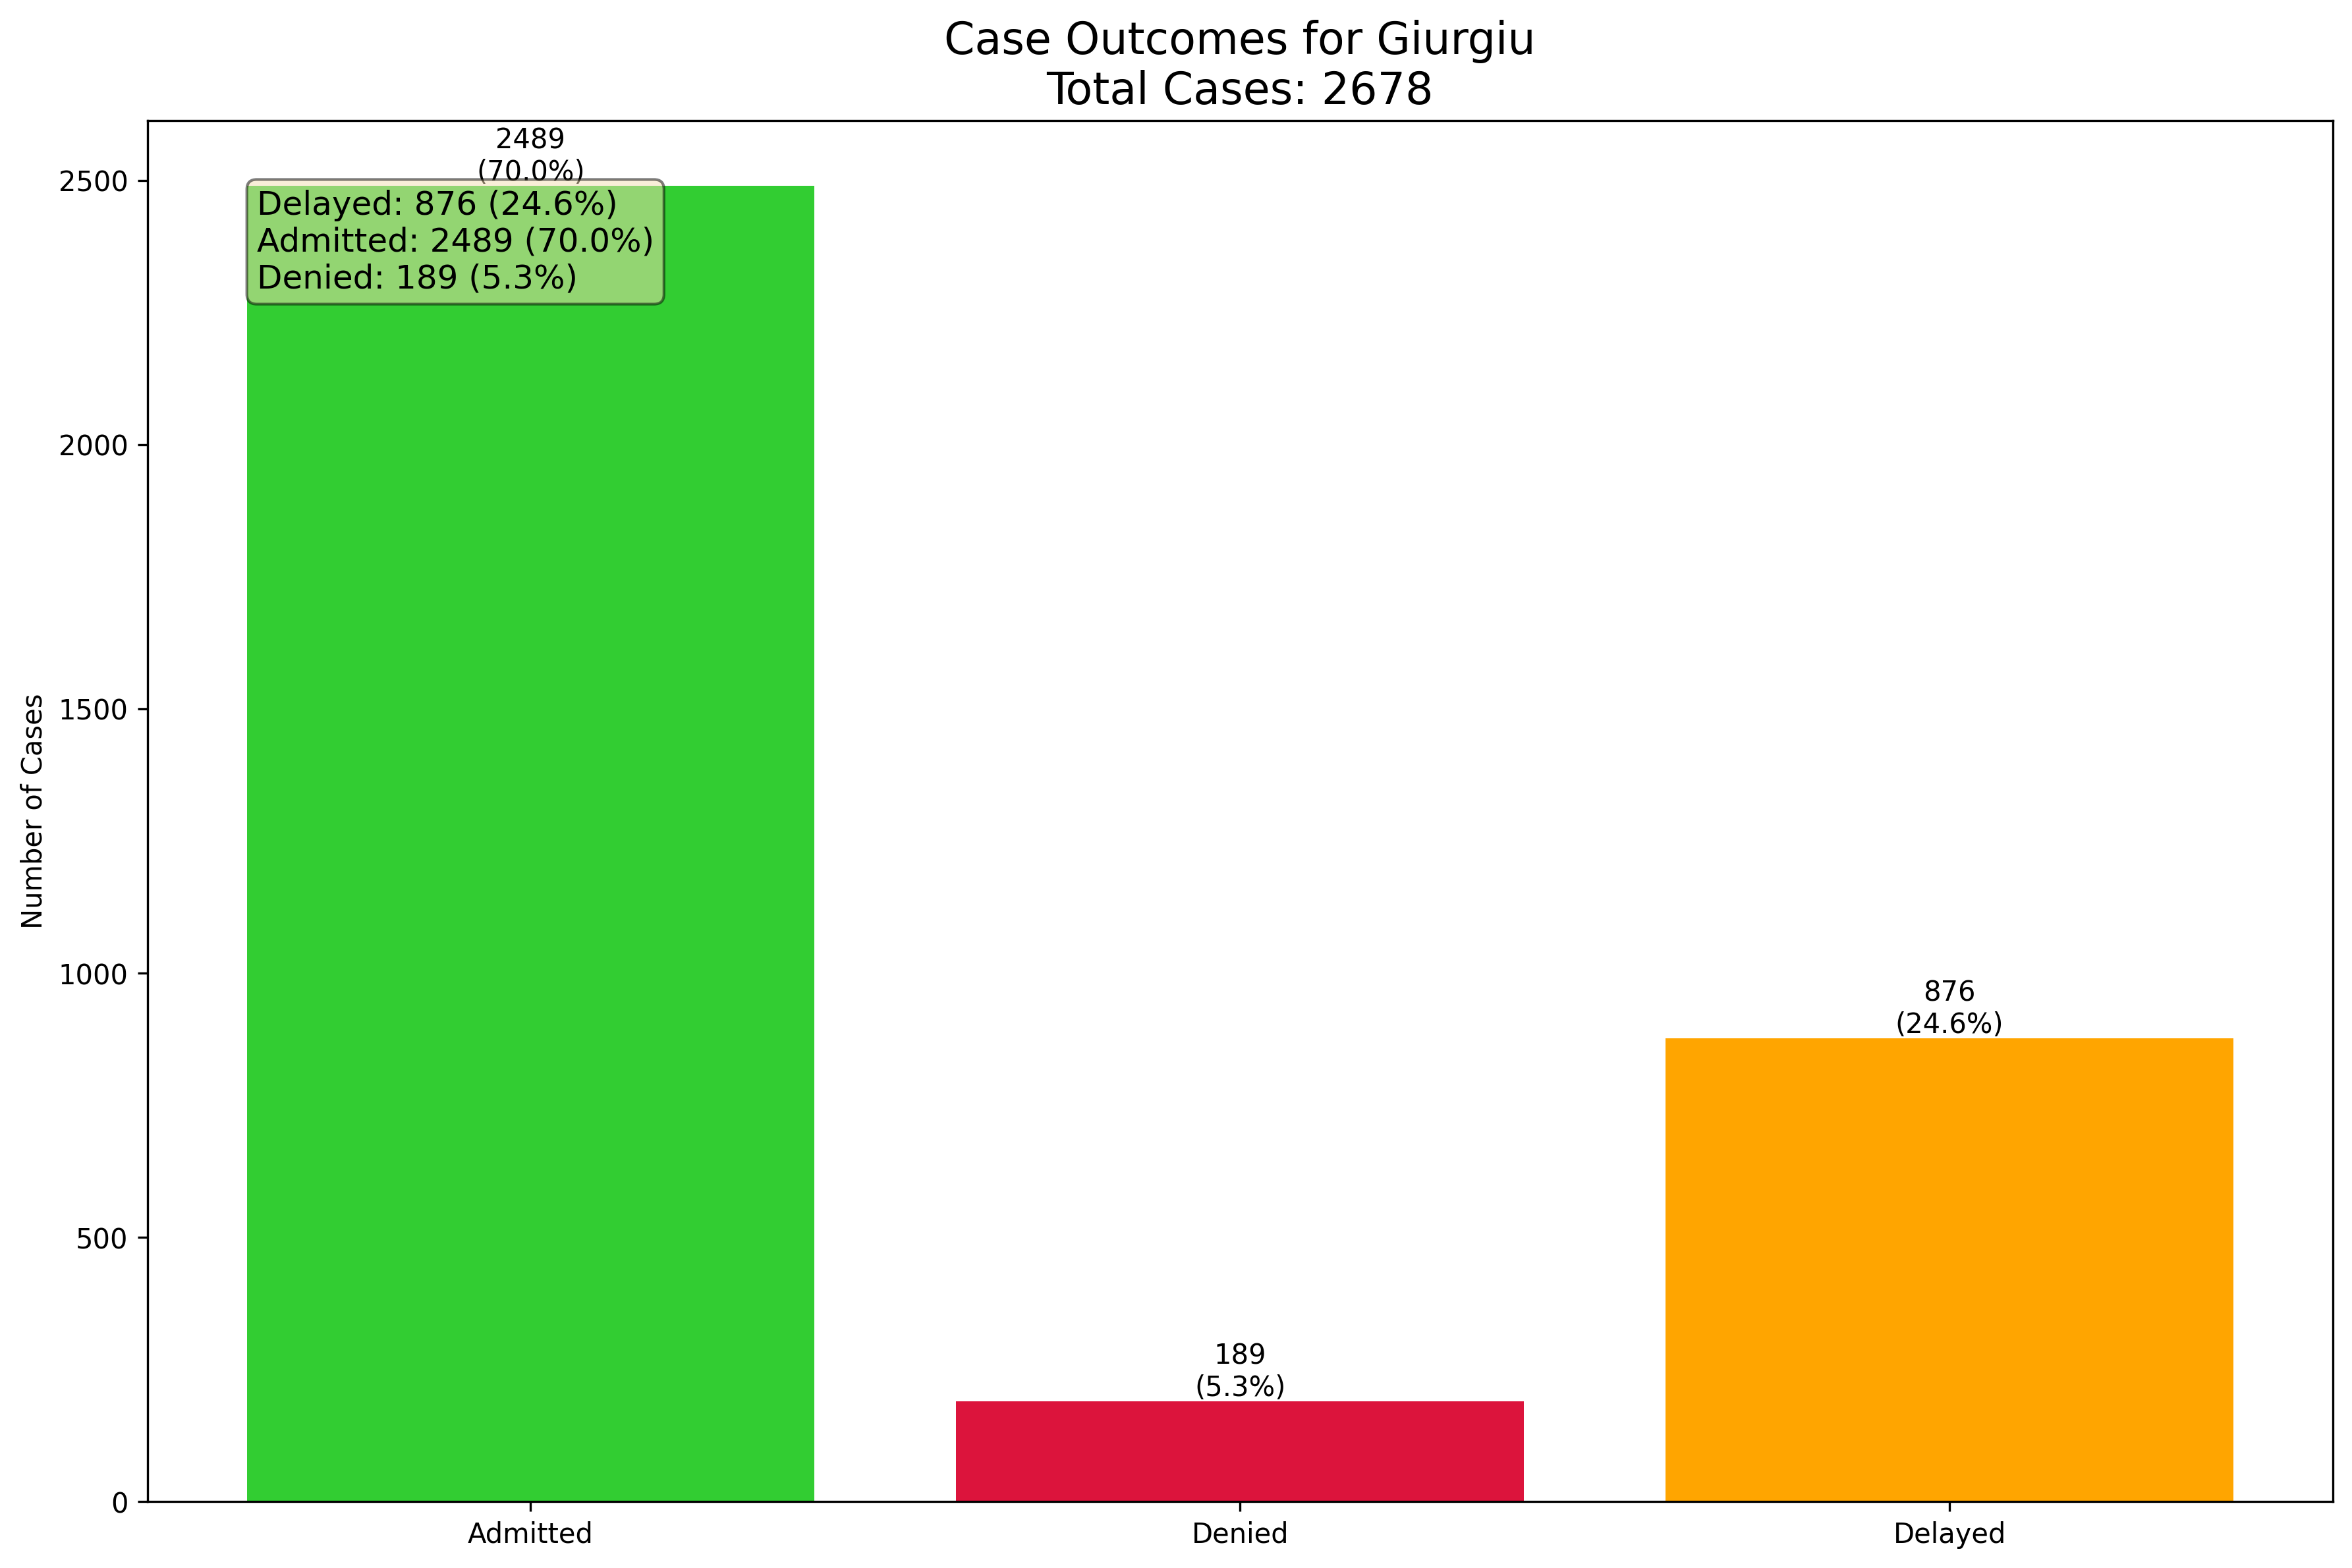 Case Outcomes for Giurgiu
Total Cases: 2678
2489
(70.0%)
Delayed: 876 (24.6%)
Admitted: 2489 (70.0%)
Denied: 189 (5.3%)
2500
2000
1500
1000
500
0
Number of Cases
876
(24.6%)
189
(5.3%)
Admitted
Denied
Delayed